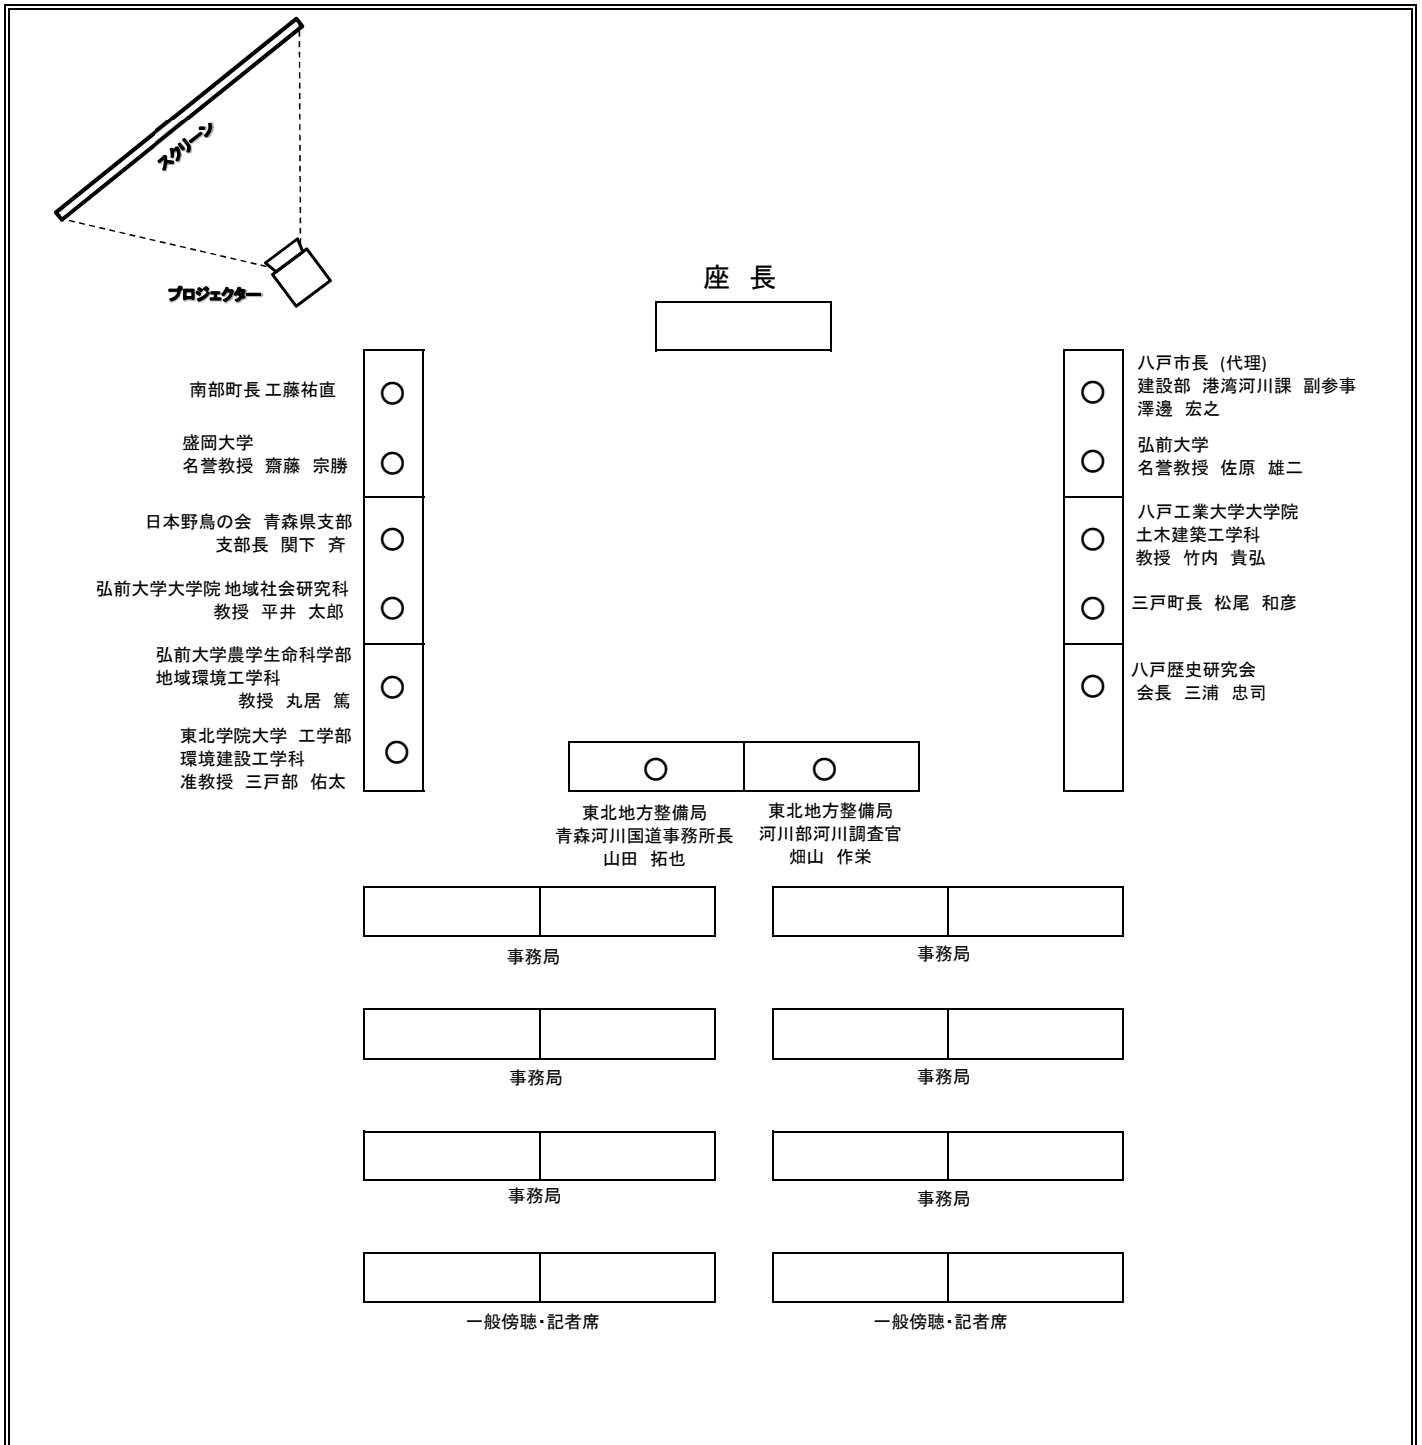 スクリーン
プロジェクター
座 長
南部町長 工藤祐直
盛岡大学
名誉教授 齋藤 宗勝
日本野鳥の会 青森県支部
支部長 関下 斉
弘前大学大学院 地域社会研究科
教授 平井 太郎
弘前大学農学生命科学部
地域環境工学科
教授 丸居 篤
東北学院大学 工学部
環境建設工学科
准教授 三戸部 佑太
八戸市長 (代理)
建設部 港湾河川課 副参事
澤邊 宏之
弘前大学
名誉教授 佐原 雄二
八戸工業大学大学院
土木建築工学科
教授 竹内 貴弘
三戸町長 松尾 和彦
八戸歴史研究会
会長 三浦 忠司
東北地方整備局
青森河川国道事務所長
山田 拓也
東北地方整備局
河川部河川調査官
畑山 作栄
事務局
事務局
事務局
事務局
事務局
事務局
一般傍聴・記者席
一般傍聴・記者席